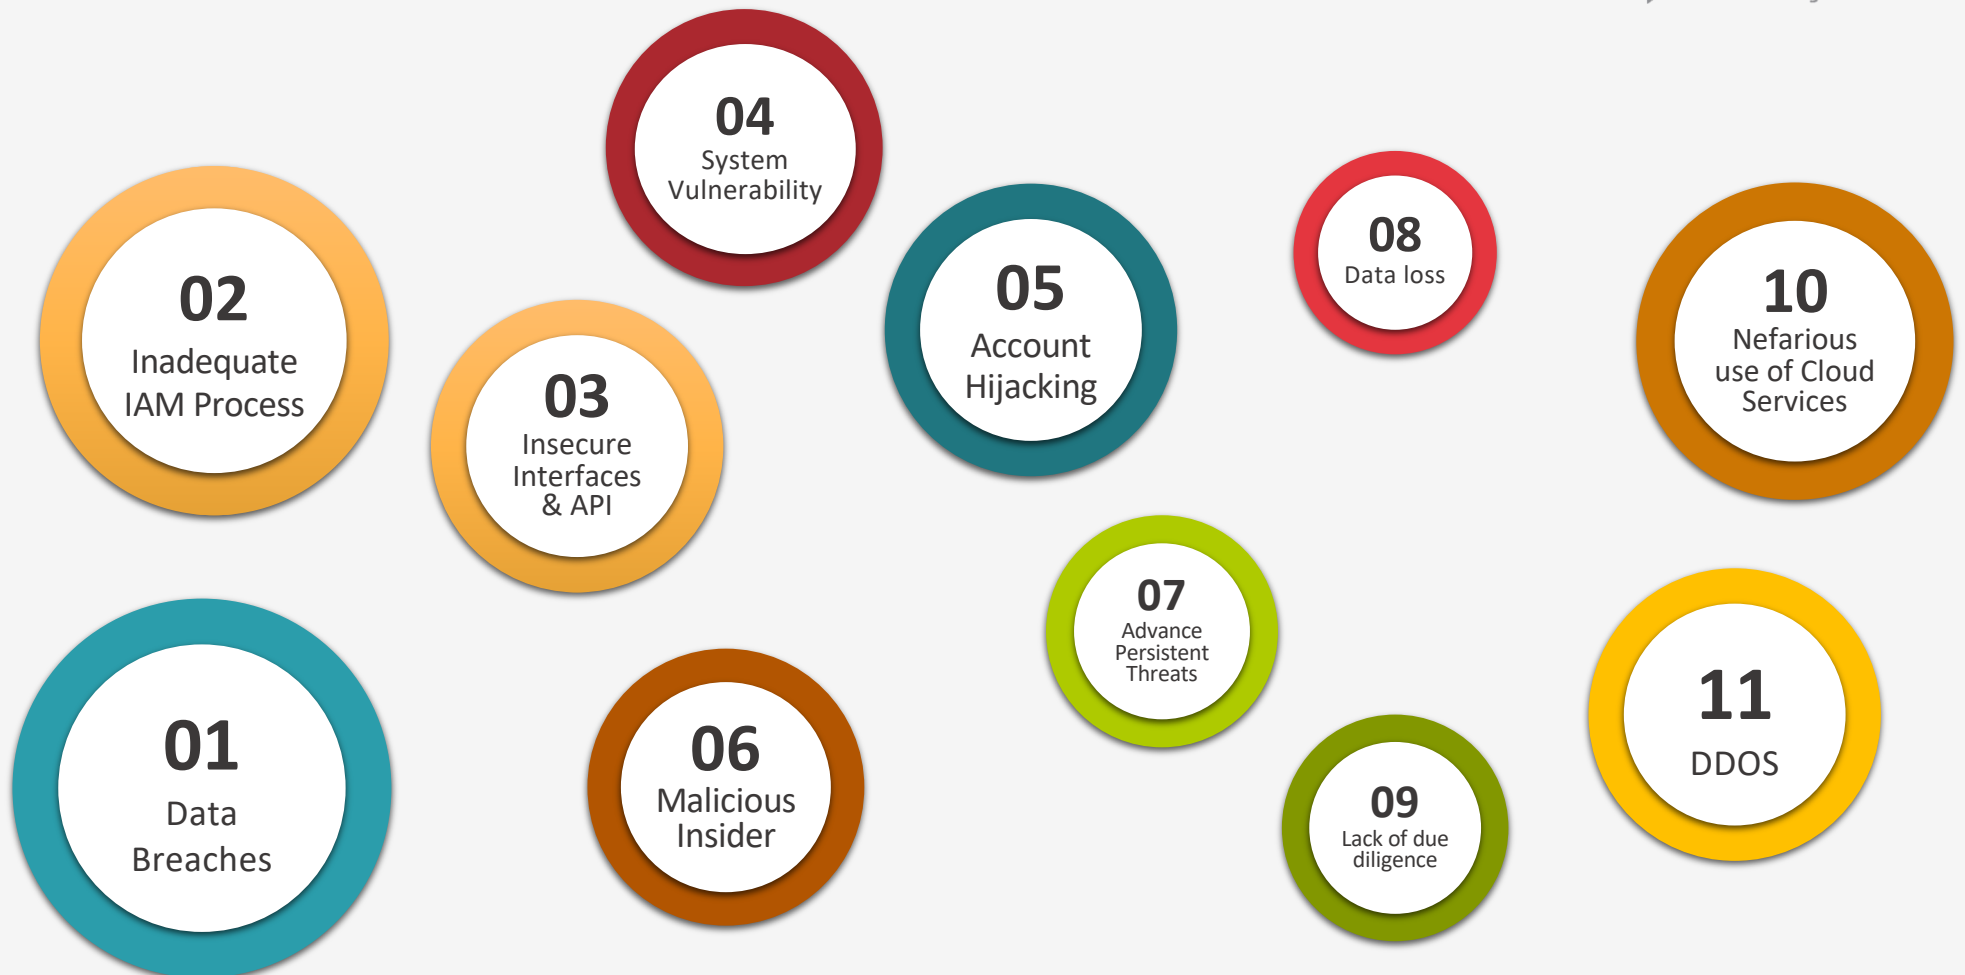 01
Data
Breaches
02
Inadequate
IAM Process
03
Insecure
Interfaces
& API
04
System
Vulnerability
05
Account
Hijacking
06
Malicious
Insider
07
Advance
Persistent
Threats
08
Data loss
09
Lack of due
diligence
10
Nefarious
use of Cloud
Services
11
DDOS